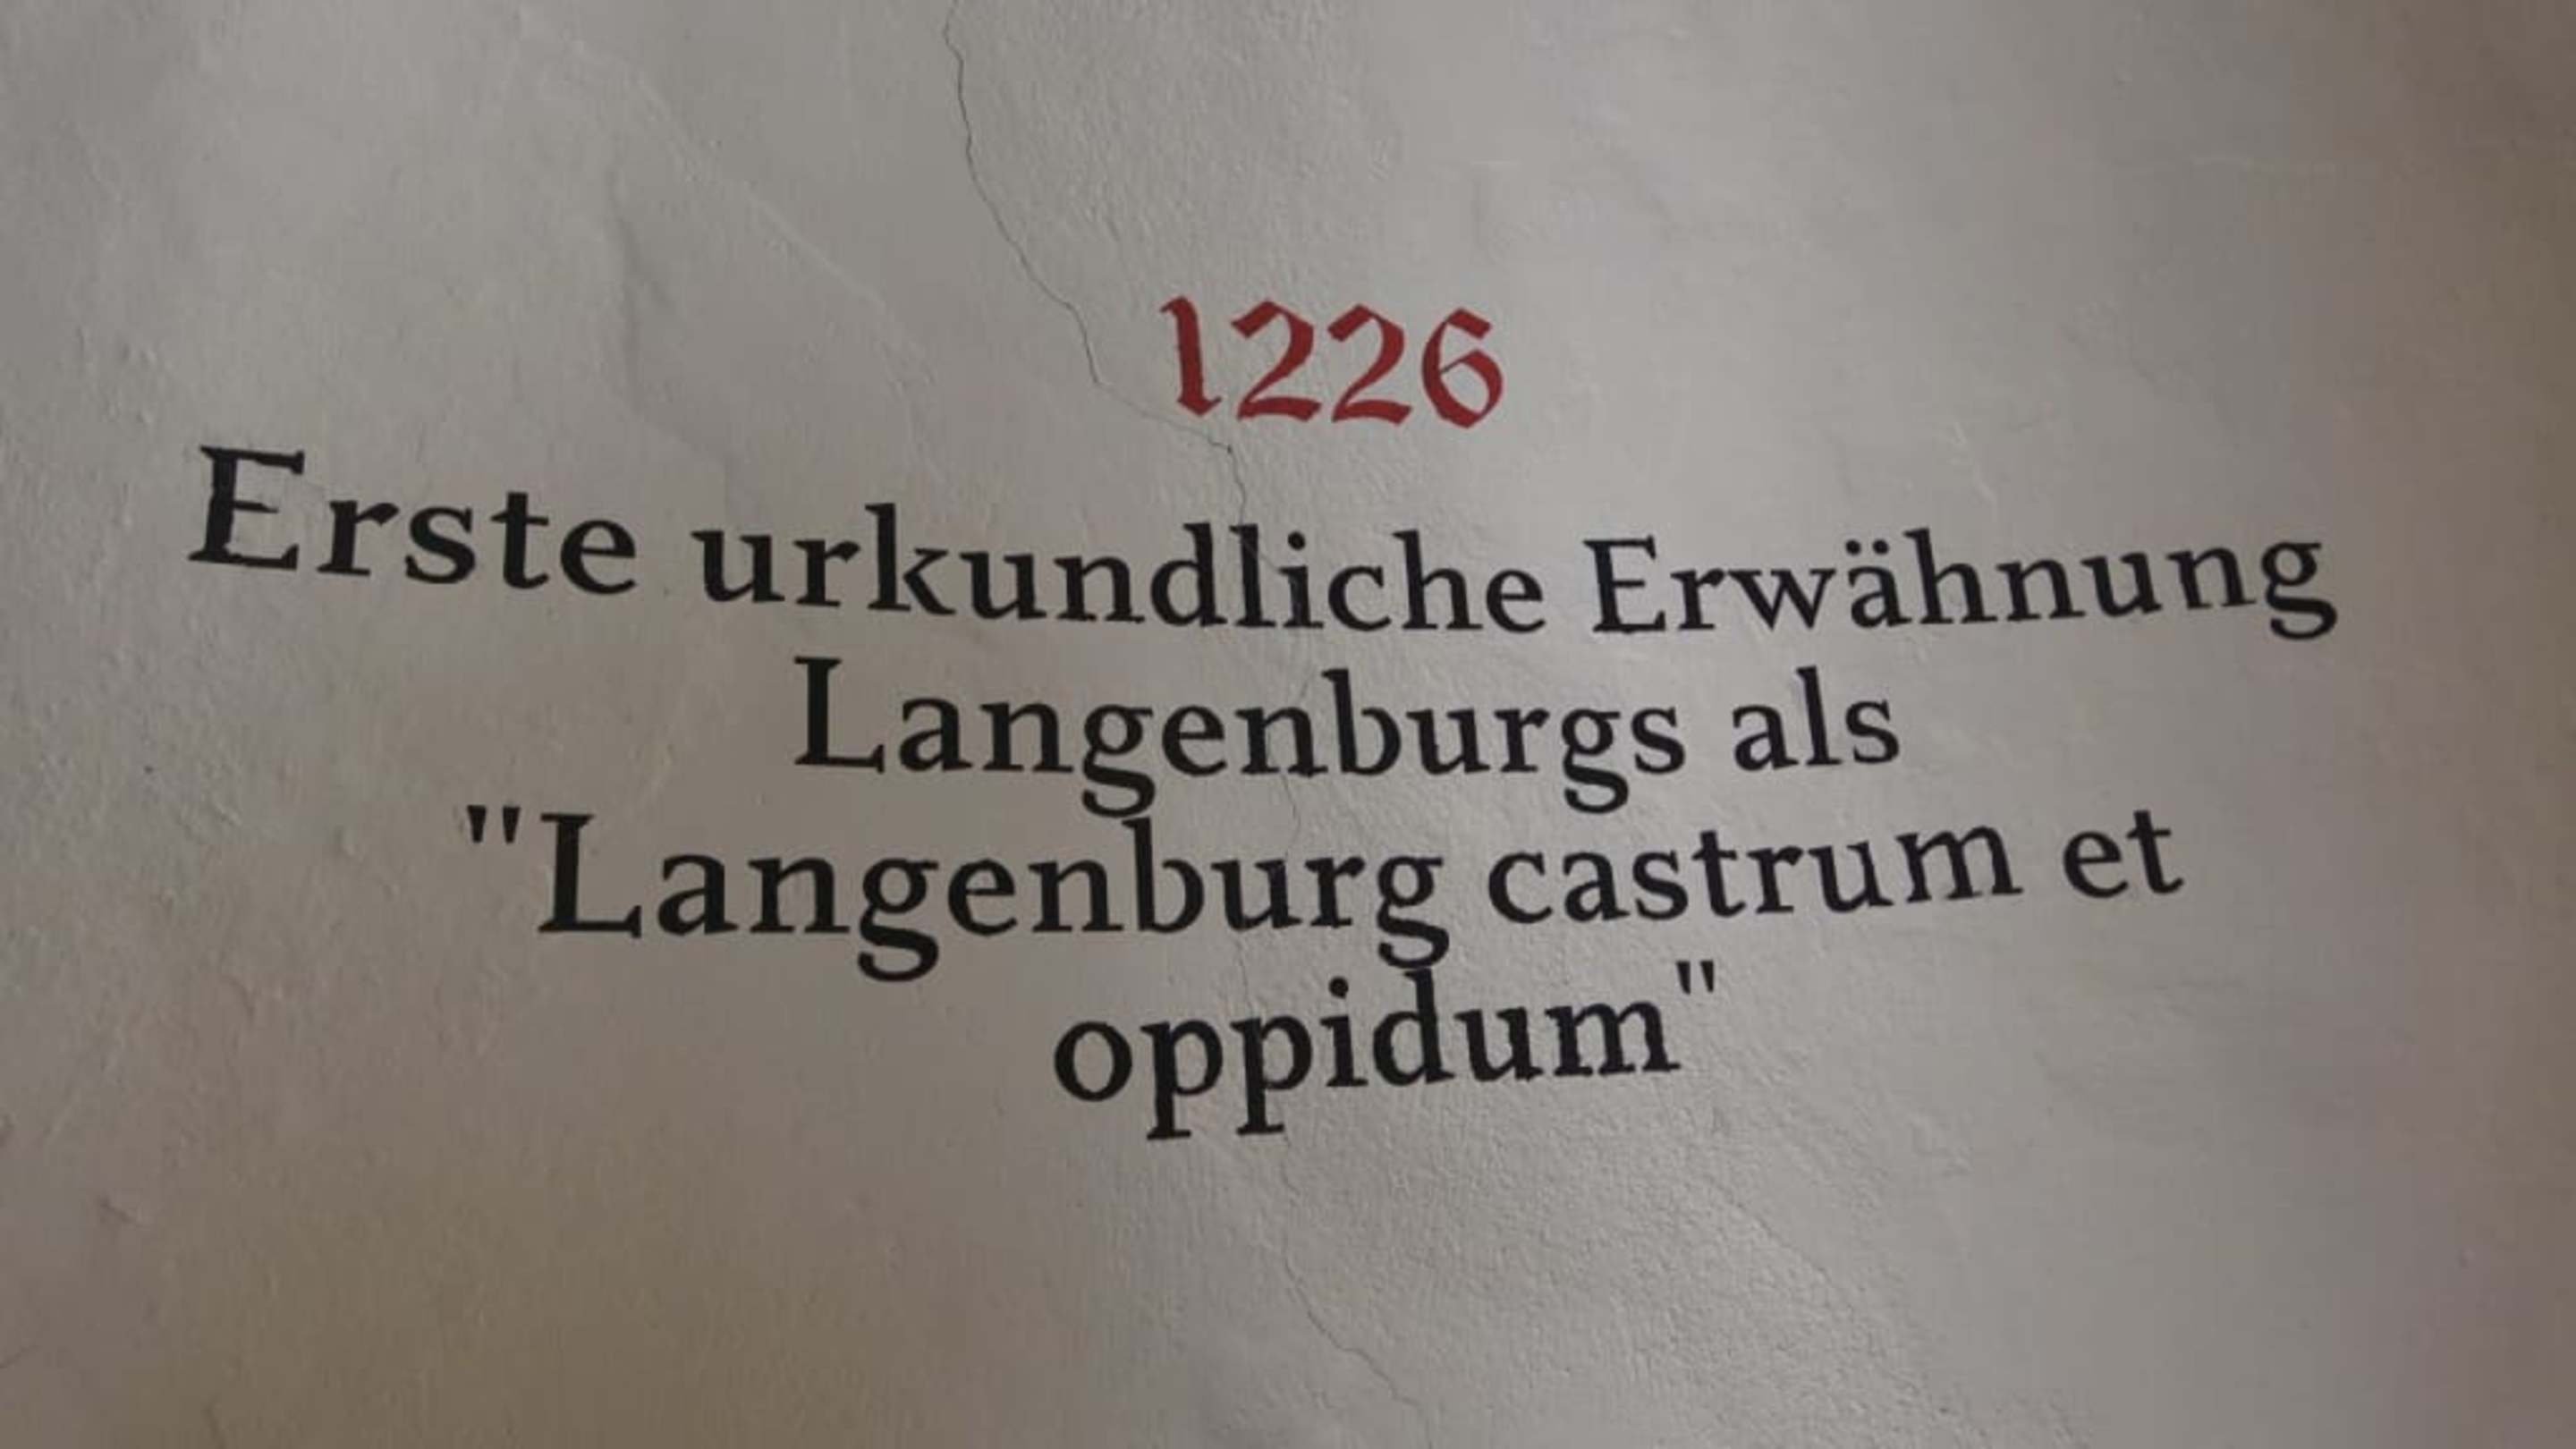 1226
Erste urkundliche Erwähnung
Langenburgs als
"Langenburg castrum et
oppidum"